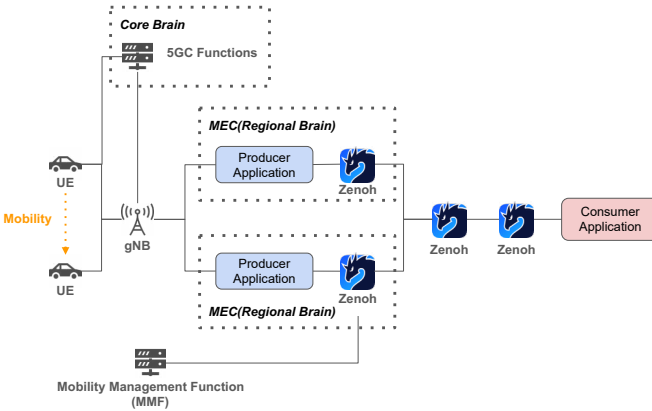 Core Brain
5GC Functions
MEC(Regional Brain)
Producer
Application
Zenoh
UE
Mobility
gNB
UE
Producer
Application
Zenoh
MEC(Regional Brain)
Zenoh
Zenoh
Consumer
Application
Mobility Management Function
(MMF)